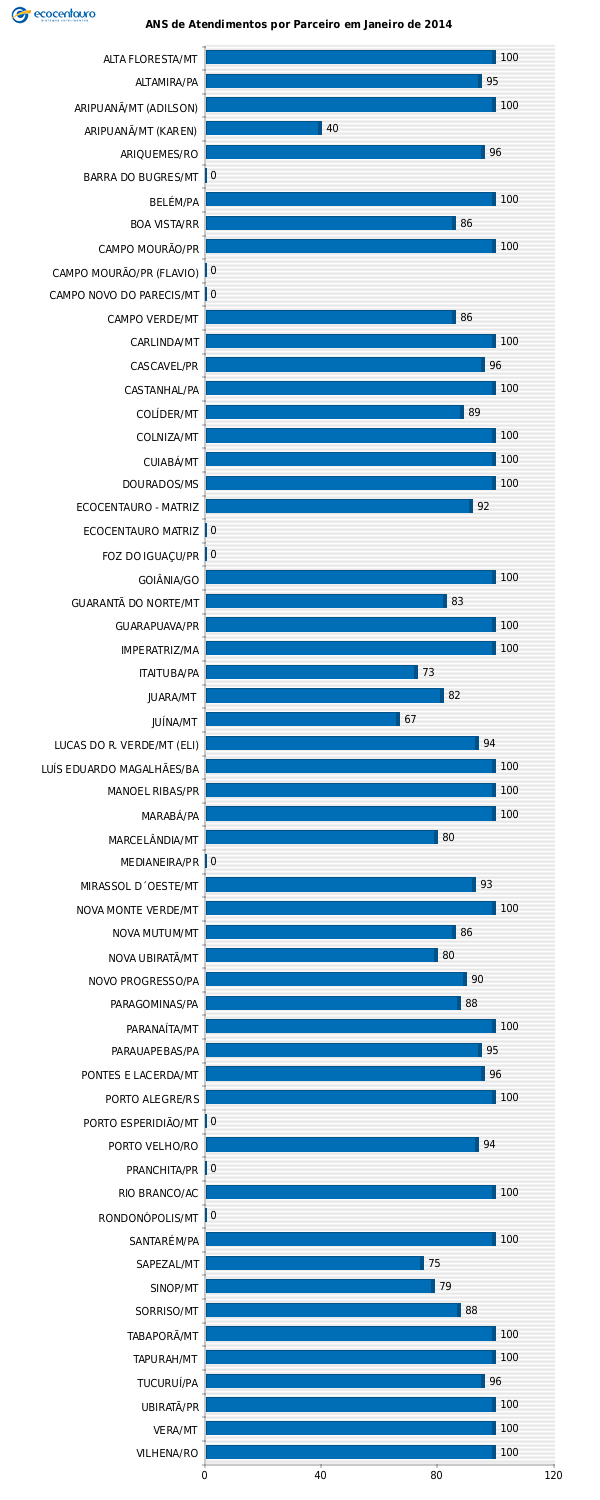 ecocentauro
ANS de Atendimentos por Parceiro em Janeiro de 2014
ALTA FLORESTA/MT 100
ALTAMIRA/PA 95
ARIPUANÃ/MT (ADILSON) 100
ARIPUANÃ/MT (KAREN) 40
ARIQUEMES/RO 96
BARRA DO BUGRES/MT 0
BELÉM/PA 100
BOA VISTA/RR 86
CAMPO MOURÃO/PR 100
CAMPO MOURÃO/PR (FLAVIO) 0
CAMPO NOVO DO PARECIS/MT 0
CAMPO VERDE/MT 86
CARLINDA/MT 100
CASCAVEL/PR 96
CASTANHAL/PA 100
COLÍDER/MT 89
COLNIZA/MT 100
CUIABÁ/MT 100
DOURADOS/MS 100
ECOCENTAURO - MATRIZ 92
ECOCENTAURO MATRIZ 0
FOZ DO IGUAÇU/PR 0
GOIÂNIA/GO 100
GUARANTÃ DO NORTE/MT 83
GUARAPUAVA/PR 100
IMPERATRIZ/MA 100
ITAITUBA/PA 73
JUARA/MT 82
JUÍNA/MT 67
LUCAS DO R. VERDE/MT (ELI) 94
LUÍS EDUARDO MAGALHÃES/BA 100
MANOEL RIBAS/PR 100
MARABÁ/PA 100
MARCELÂNDIA/MT 80
MEDIANEIRA/PR 0
MIRASSOL D´OESTE/MT 93
NOVA MONTE VERDE/MT 100
NOVA MUTUM/MT 86
NOVA UBIRATÃ/MT 80
NOVO PROGRESSO/PA 90
PARAGOMINAS/PA 88
PARANAÍTA/MT 100
PARAUAPEBAS/PA 95
PONTES E LACERDA/MT 96
PORTO ALEGRE/RS 100
PORTO ESPERIDIÃO/MT 0
PORTO VELHO/RO 94
PRANCHITA/PR 0
RIO BRANCO/AC 100
RONDONÓPOLIS/MT 0
SANTARÉM/PA 100
SAPEZAL/MT 75
SINOP/MT 79
SORRISO/MT 88
TABAPORÃ/MT 100
TAPURAH/MT 100
TUCURUÍ/PA 96
UBIRATÃ/PR 100
VERA/MT 100
VILHENA/RO 100
0 40 80 120